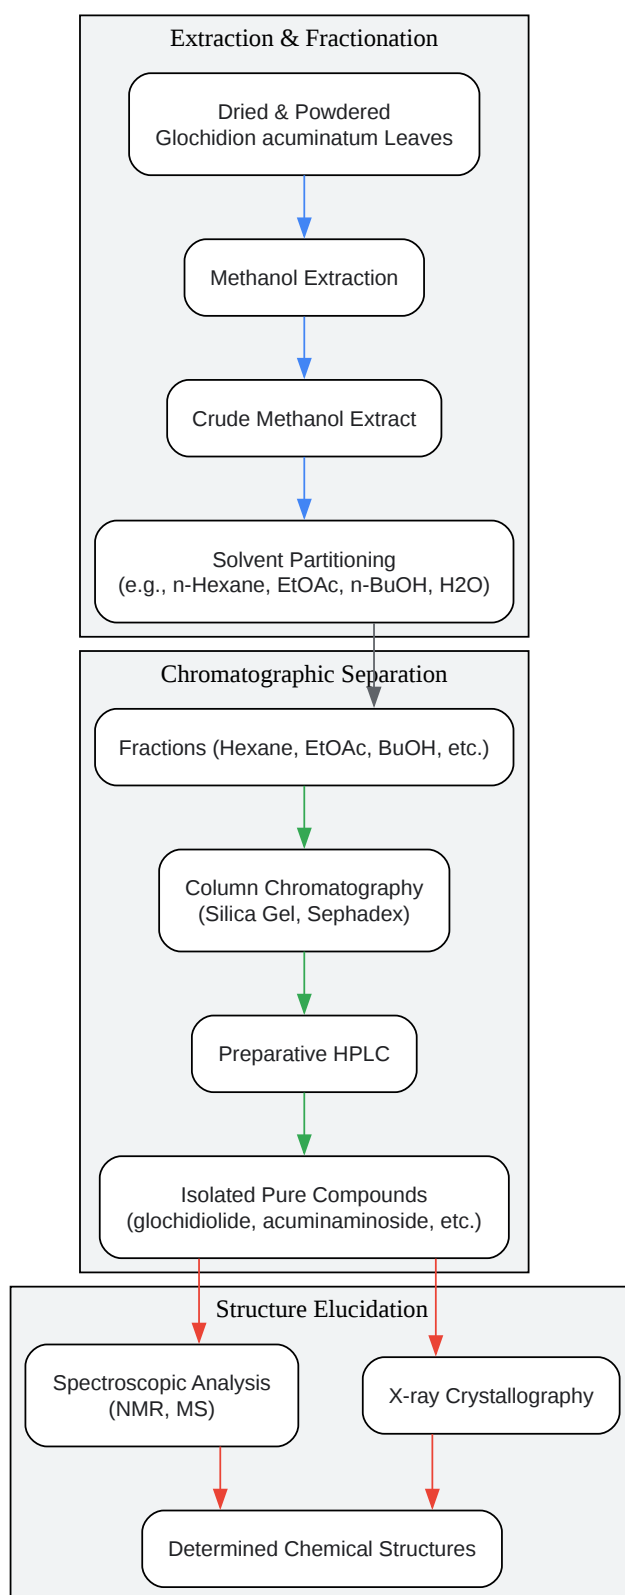 Extraction & Fractionation
Dried & Powdered
Glochidion acuminatum Leaves
Methanol Extraction
Crude Methanol Extract
Solvent Partitioning
(e.g., n-Hexane, EtOAc, n-BuOH, H2O)
Chromatographic Separation
Fractions (Hexane, EtOAc, BuOH, etc.)
Column Chromatography
(Silica Gel, Sephadex)
Preparative HPLC
Isolated Pure Compounds
(glochidiolide, acuminaminoside, etc.)
Structure Elucidation
Spectroscopic Analysis
(NMR, MS)
X-ray Crystallography
Determined Chemical Structures